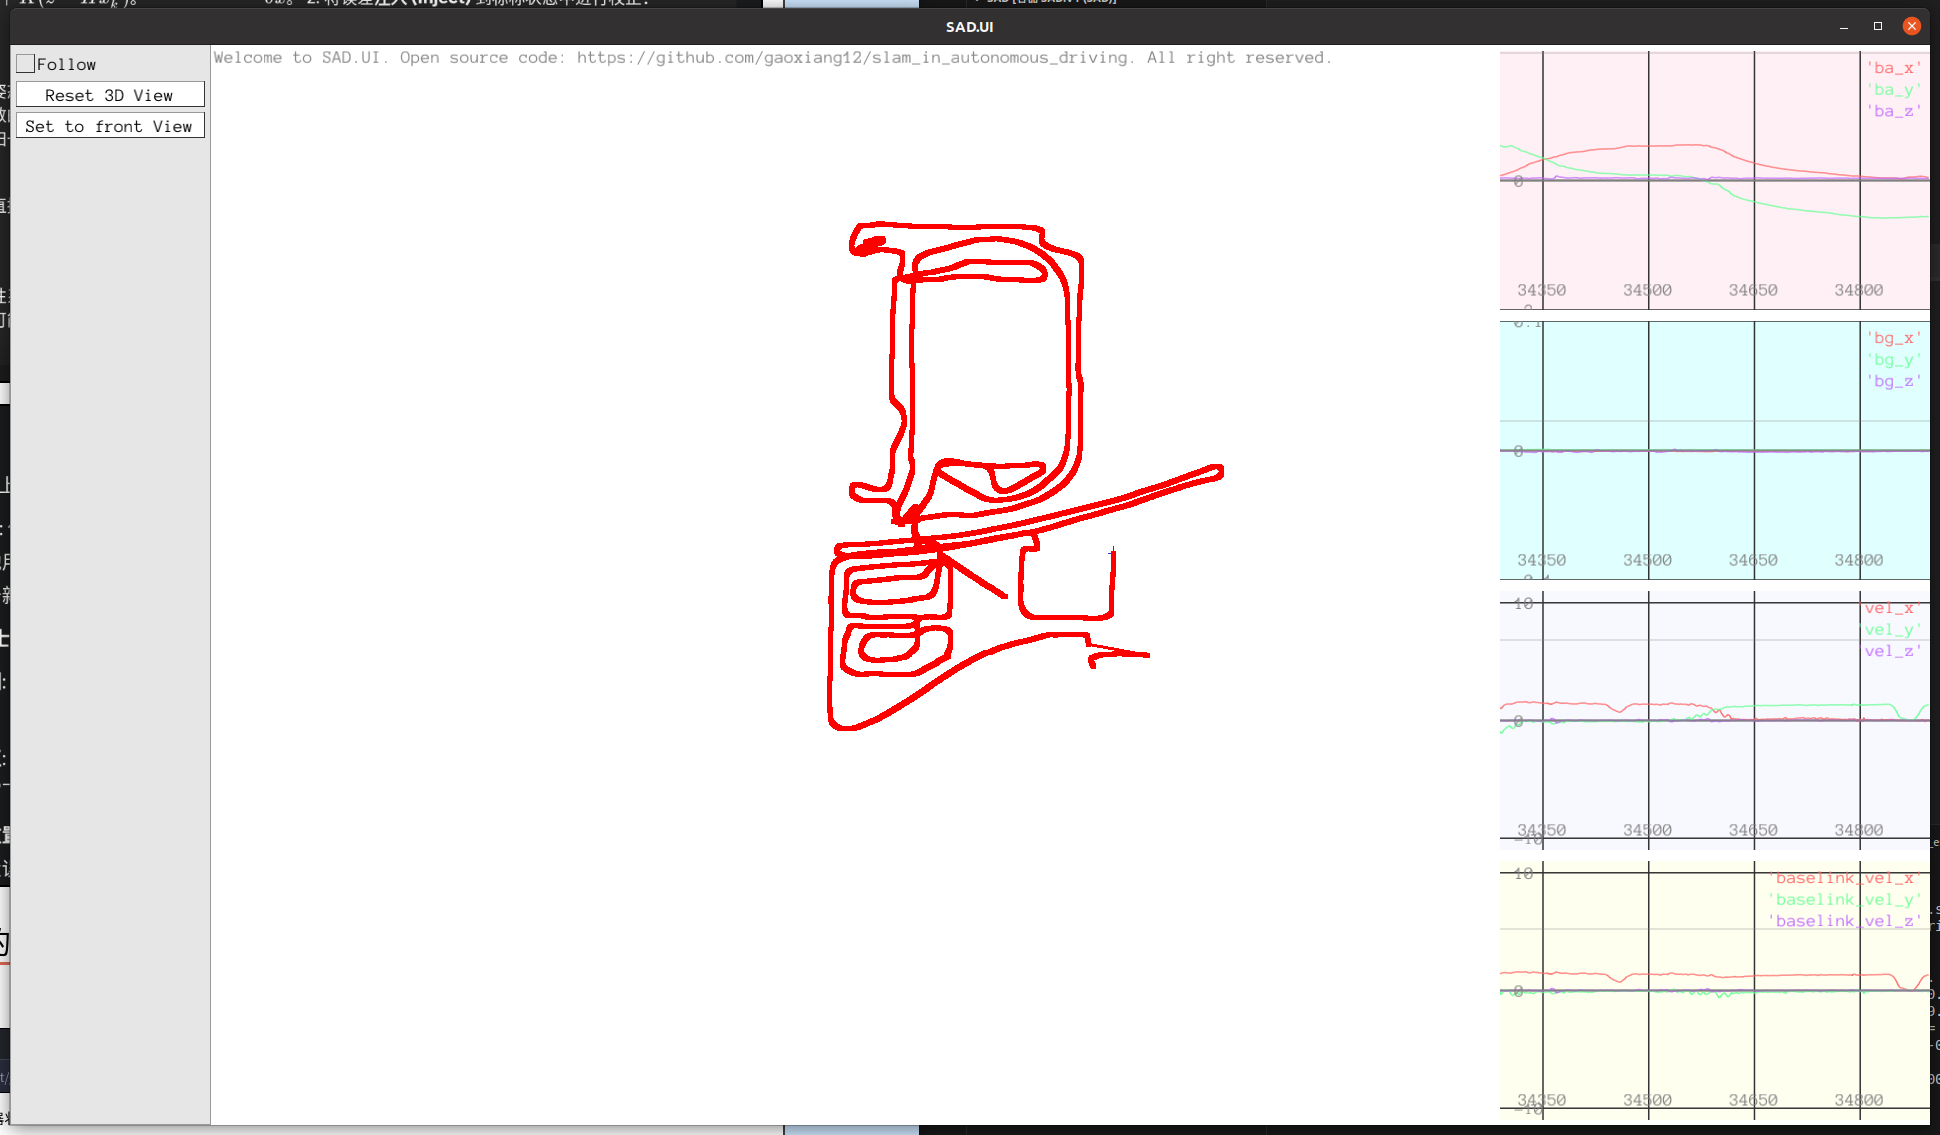 SAD.UI
Follow
Reset 3D View
Set to front View
Welcome to SAD.UI. Open source code: https://github.com/gaoxiang12/slam_in_autonomous_driving. All right reserved.
'ba_x'
'ba_y'
'ba_z'
0
34350 34500 34650 34800
'bg_x'
'bg_y'
'bg_z'
0
34350 34500 34650 34800
10
vel_x'
vel_y'
vel_z'
0
34350 34500 34650 34800
-10
10
'baselink_vel_x'
'baselink_vel_y'
'baselink_vel_z'
0
34350 34500 34650 34800
-10